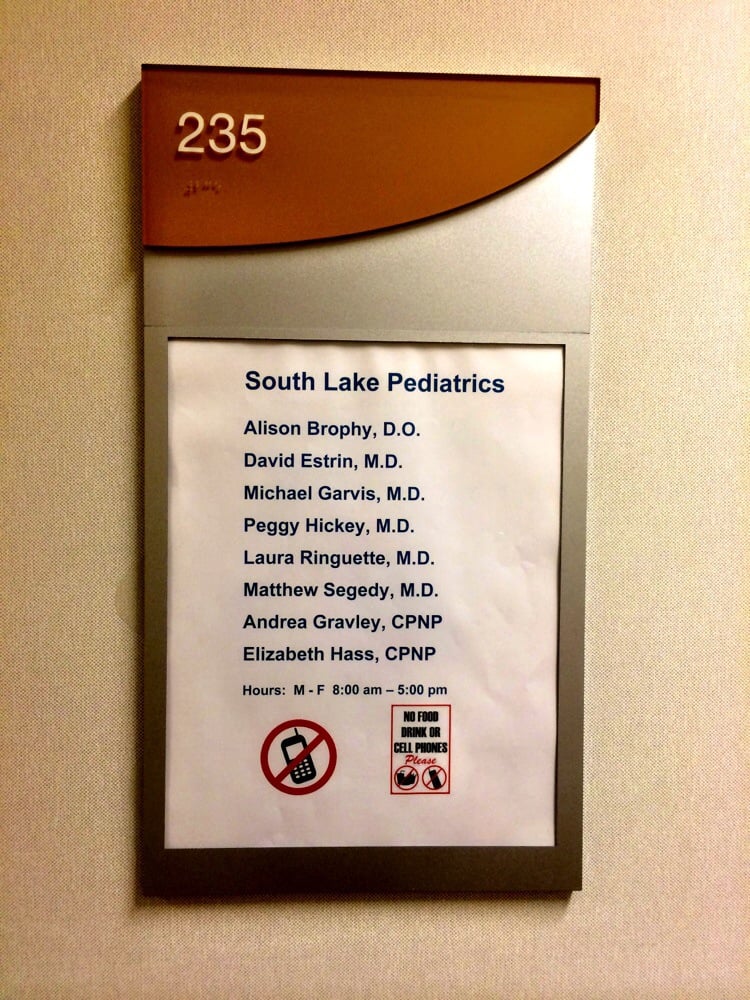 235
South Lake Pediatrics
Alison Brophy, D.O.
David Estrin, M.D.
Michael Garvis, M.D.
Peggy Hickey, M.D.
Laura Ringuette, M.D.
Matthew Segedy, M.D.
Andrea Gravley, CPNP
Elizabeth Hass, CPNP
Hours: M - F 8:00 am – 5:00 pm
NO FOOD
DRINK OR
CELL PHONES
Please